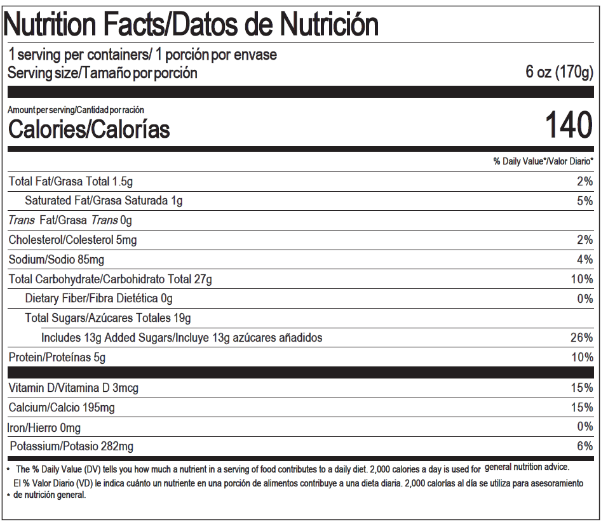 Nutrition Facts/Datos de Nutrición
1 serving per containers/ 1 porción por envase
Serving size/Tamaño por porción 6 oz (170g)
Amount per serving/Cantidad por ración
Calories/Calorías 140
% Daily Value*/Valor Diario*
Total Fat/Grasa Total 1.5g 2%
Saturated Fat/Grasa Saturada 1g 5%
Trans Fat/Grasa Trans 0g
Cholesterol/Colesterol 5mg 2%
Sodium/Sodio 85mg 4%
Total Carbohydrate/Carbohidrato Total 27g 10%
Dietary Fiber/Fibra Dietética 0g 0%
Total Sugars/Azúcares Totales 19g
Includes 13g Added Sugars/Incluye 13g azúcares añadidos 26%
Protein/Proteínas 5g 10%
Vitamin D/Vitamina D 3mcg 15%
Calcium/Calcio 195mg 15%
Iron/Hierro 0mg 0%
Potassium/Potasio 282mg 6%
* The % Daily Value (DV) tells you how much a nutrient in a serving of food contributes to a daily diet. 2,000 calories a day is used for general nutrition advice.
El % Valor Diario (VD) le indica cuánto un nutriente en una porción de alimentos contribuye a una dieta diaria. 2,000 calorías al día se utiliza para asesoramiento
* de nutrición general.